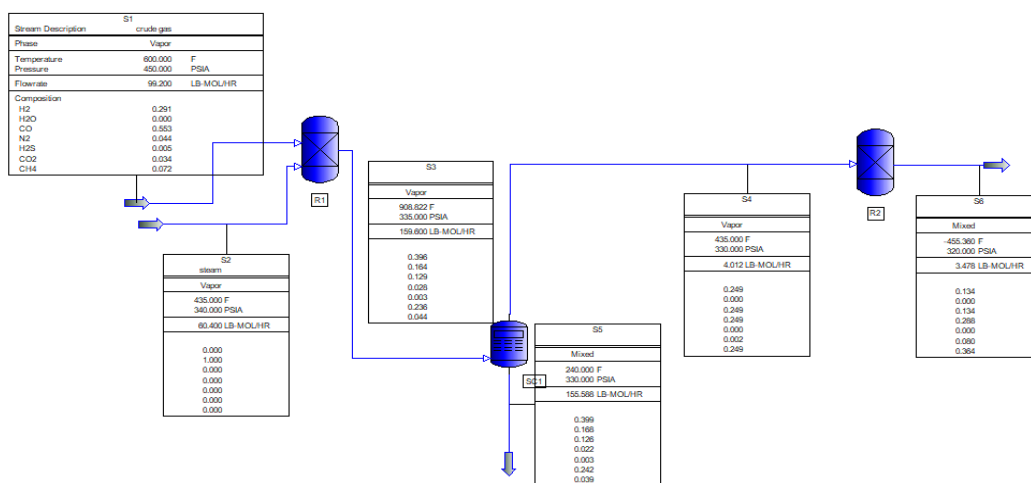 S1
Stream Description crude gas
Phase Vapor
Temperature 600.000 F
Pressure 450.000 PSIA
Flowrate 99.200 LB-MOL/HR
Composition
H2 0.291
H2O 0.000
CO 0.553
N2 0.044
H2S 0.005
CO2 0.034
CH4 0.072
R1
S2
steam
Vapor
435.000 F
340.000 PSIA
60.400 LB-MOL/HR
0.000
1.000
0.000
0.000
0.000
0.000
0.000
S3
Vapor
908.822 F
335.000 PSIA
159.600 LB-MOL/HR
0.396
0.164
0.129
0.028
0.003
0.236
0.044
SC1
S5
Mixed
240.000 F
330.000 PSIA
155.588 LB-MOL/HR
0.399
0.168
0.126
0.022
0.003
0.242
0.039
S4
Vapor
435.000 F
330.000 PSIA
4.012 LB-MOL/HR
0.249
0.000
0.249
0.249
0.000
0.002
0.249
R2
S6
Mixed
-455.360 F
320.000 PSIA
3.478 LB-MOL/HR
0.134
0.000
0.134
0.288
0.000
0.080
0.364